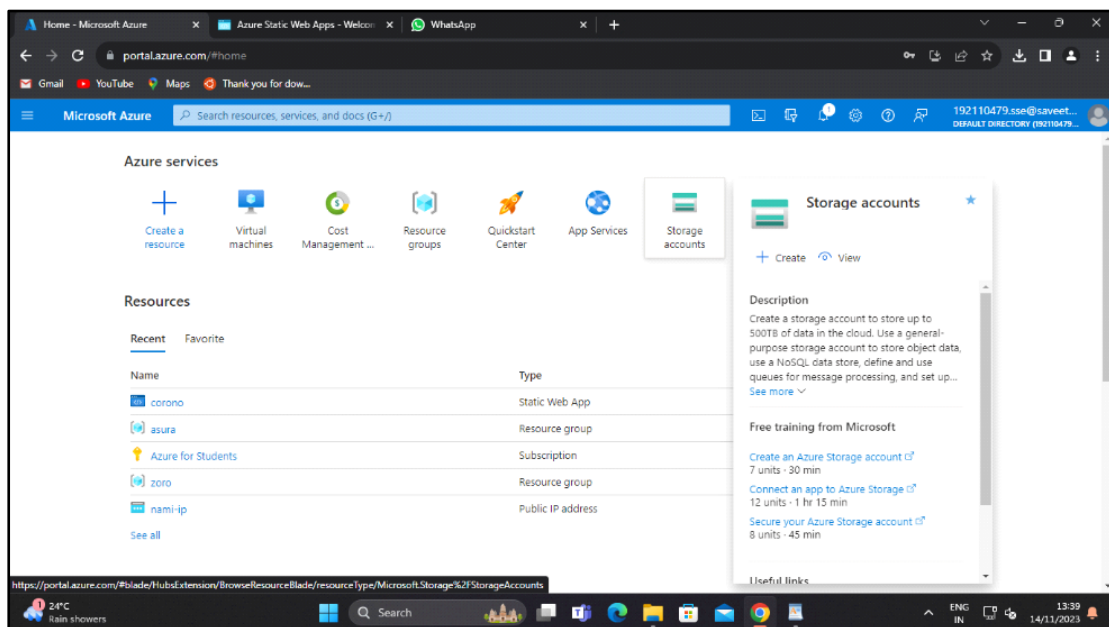 Home - Microsoft Azure
Azure Static Web Apps - Welcon
WhatsApp
portal.azure.com/#home
Gmail
YouTube
Maps
Thank you for dow...
Microsoft Azure
Search resources, services, and docs (G+/)
1
192110479.sse@saveet...
DEFAULT DIRECTORY (192110479...
Azure services
Create a
resource
Virtual
machines
Cost
Management ...
Resource
groups
Quickstart
Center
App Services
Storage
accounts
Storage accounts
Create
View
Description
Create a storage account to store up to
500TB of data in the cloud. Use a general-
purpose storage account to store object data,
use a NoSQL data store, define and use
queues for message processing, and set up...
See more
Free training from Microsoft
Create an Azure Storage account
7 units · 30 min
Connect an app to Azure Storage
12 units · 1 hr 15 min
Secure your Azure Storage account
8 units · 45 min
Useful links
Resources
Recent
Favorite
Name
Type
corono
Static Web App
asura
Resource group
Azure for Students
Subscription
zoro
Resource group
nami-ip
Public IP address
See all
https://portal.azure.com/#blade/HubsExtension/BrowseResourceBlade/resourceType/Microsoft.Storage%2FStorageAccounts
1
24°C
Rain showers
Search
ENG
IN
13:39
14/11/2023